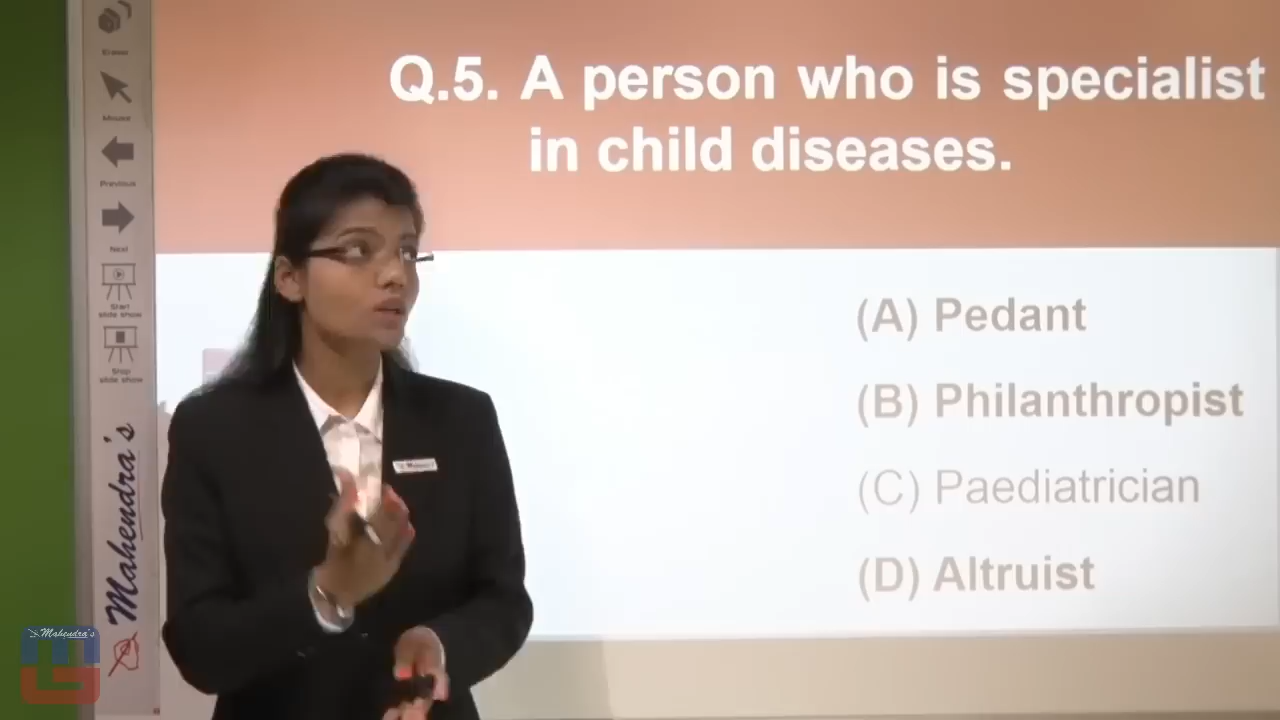 Q.5. A person who is specialist
in child diseases.
(A) Pedant
(B) Philanthropist
(C) Paediatrician
(D) Altruist
Mouse
Previous
Next
Start
slide show
Stop
slide show
Mahendra's
Mahendra's